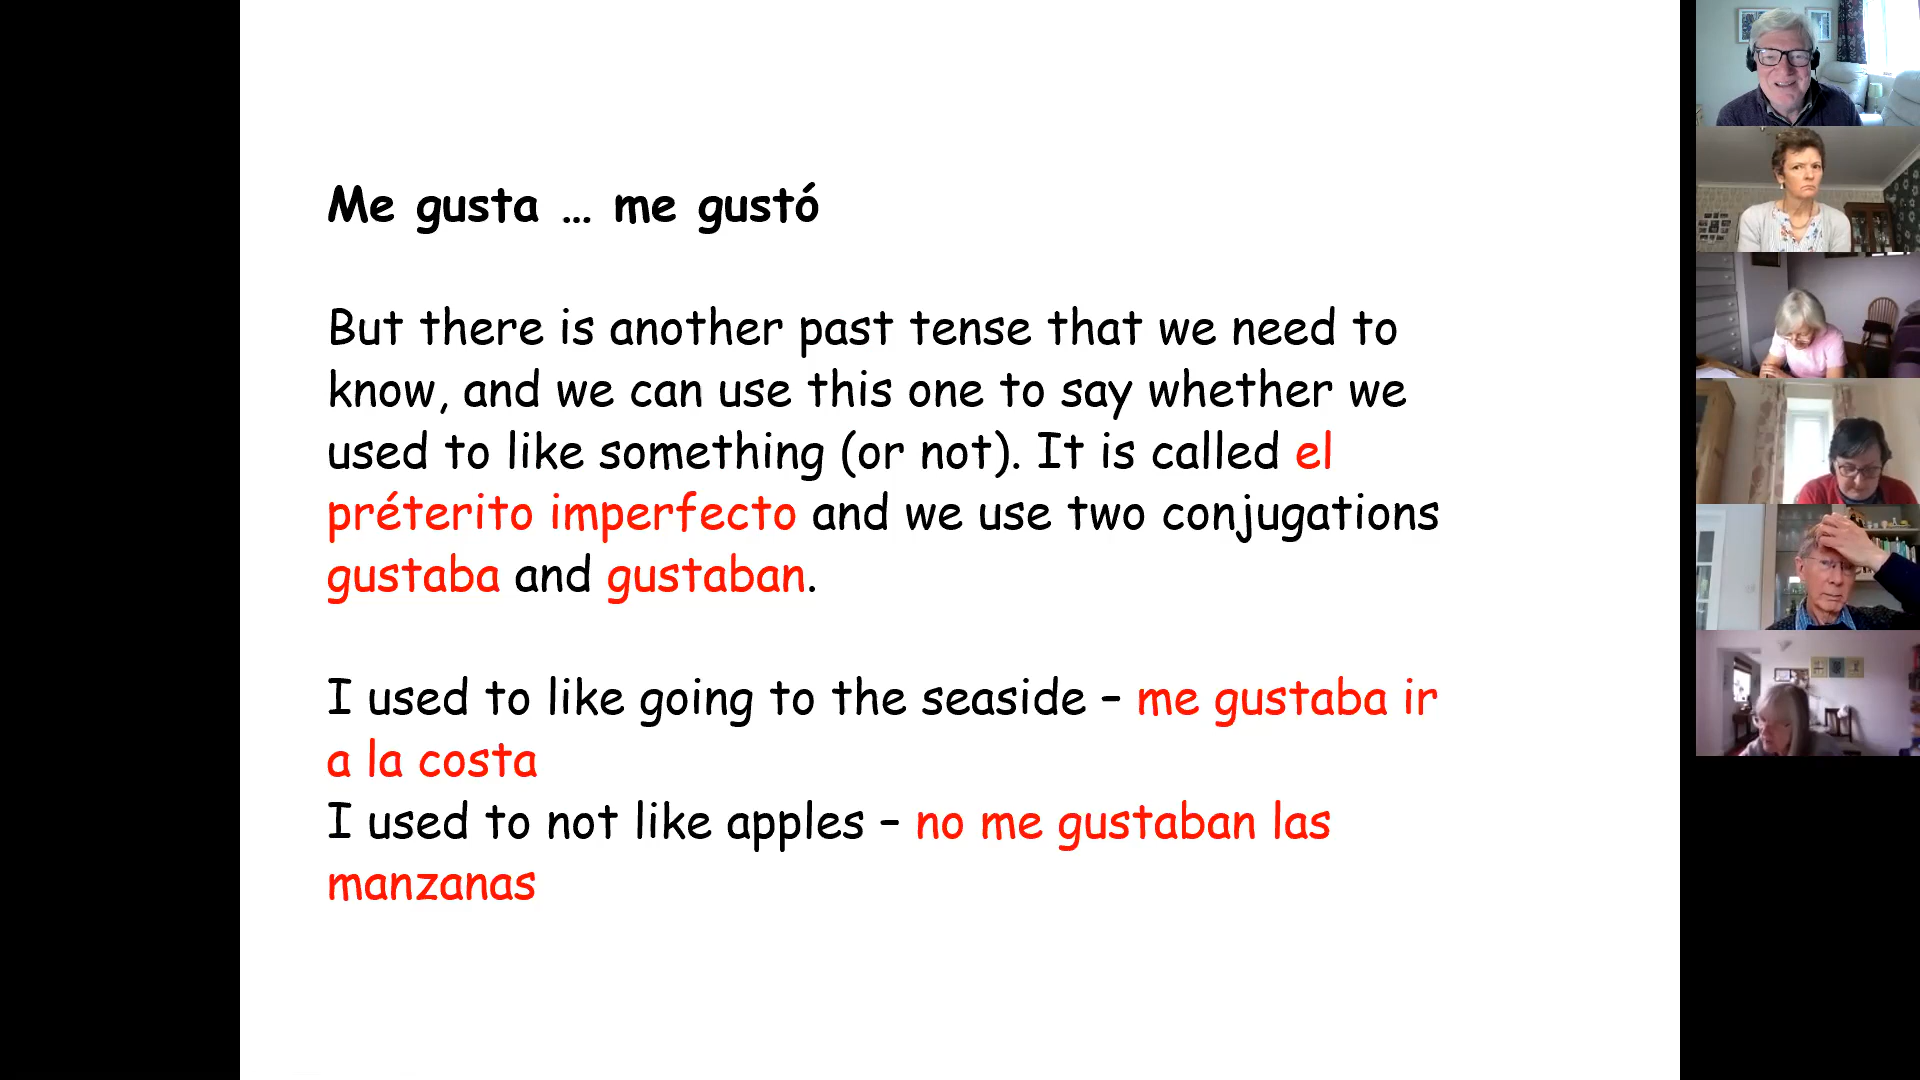 Me gusta … me gustó
But there is another past tense that we need to
know, and we can use this one to say whether we
used to like something (or not). It is called el
préterito imperfecto and we use two conjugations
gustaba and gustaban.
I used to like going to the seaside – me gustaba ir
a la costa
I used to not like apples – no me gustaban las
manzanas